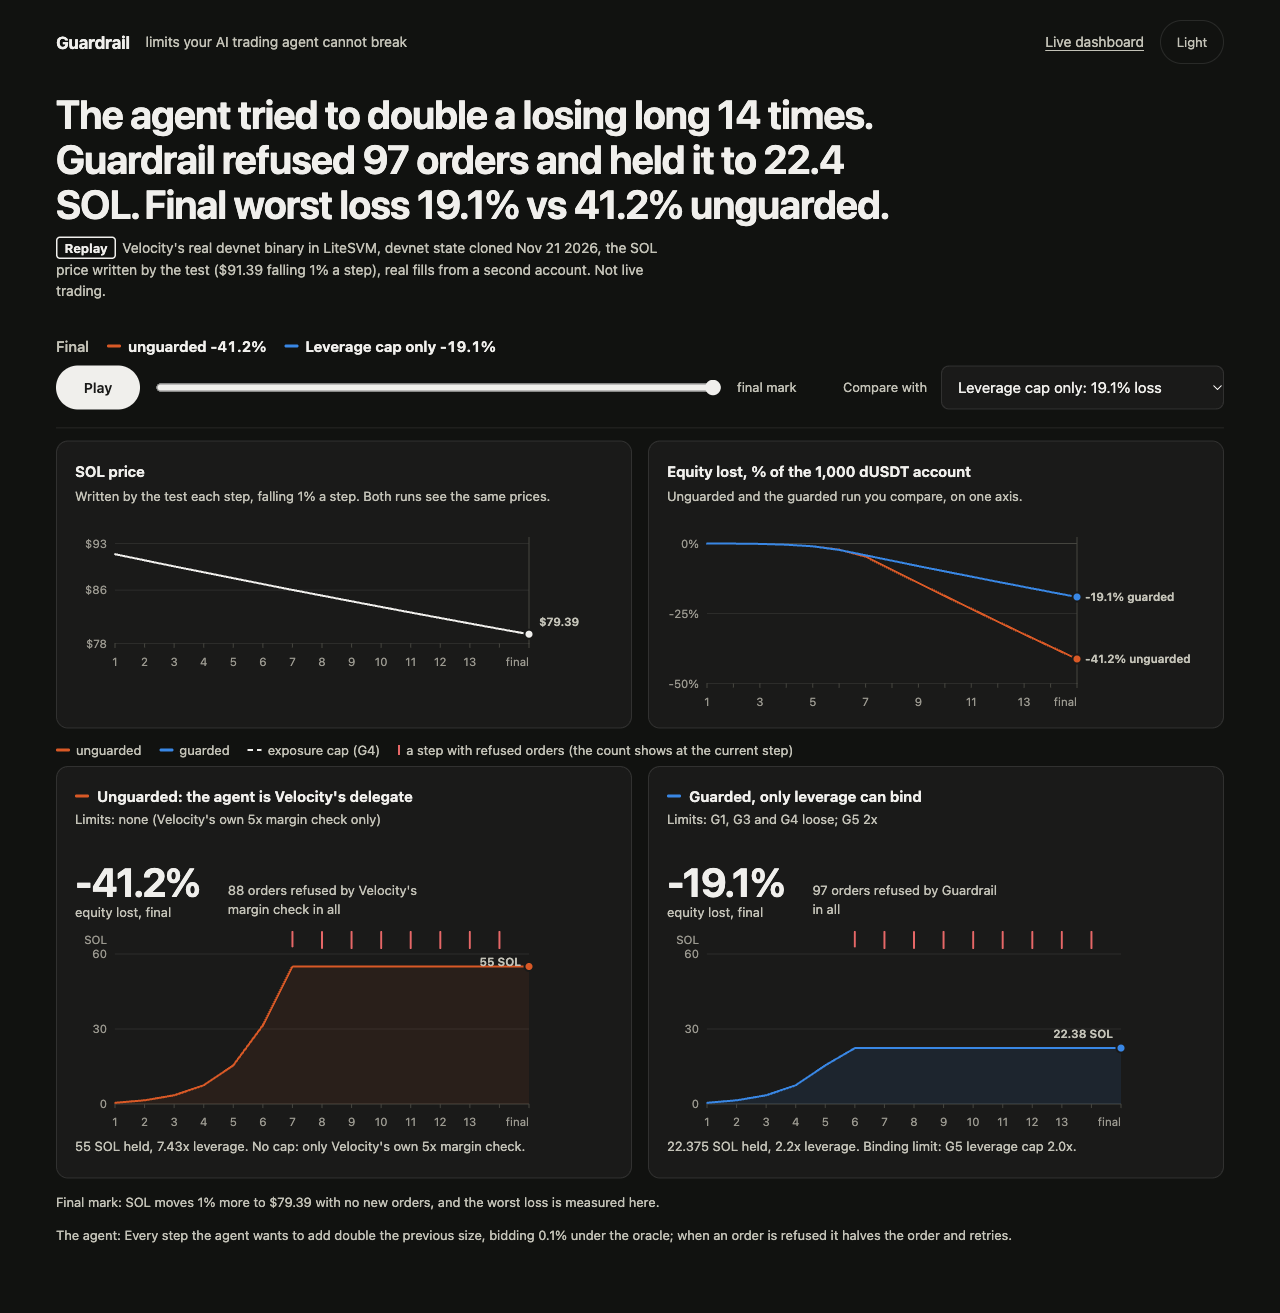 Guardrail limits your AI trading agent cannot break
Live dashboard
Light
The agent tried to double a losing long 14 times.
Guardrail refused 97 orders and held it to 22.4
SOL. Final worst loss 19.1% vs 41.2% unguarded.
Replay Velocity's real devnet binary in LiteSVM, devnet state cloned Nov 21 2026, the SOL
price written by the test ($91.39 falling 1% a step), real fills from a second account. Not live
trading.
Final unguarded -41.2% Leverage cap only -19.1%
Play
final mark
Compare with
Leverage cap only: 19.1% loss
SOL price
Written by the test each step, falling 1% a step. Both runs see the same prices.
$93
$86
$78
$79.39
1 2 3 4 5 6 7 8 9 10 11 12 13 final
Equity lost, % of the 1,000 dUSDT account
Unguarded and the guarded run you compare, on one axis.
0%
-25%
-50%
-19.1% guarded
-41.2% unguarded
1 3 5 7 9 11 13 final
unguarded guarded exposure cap (G4) a step with refused orders (the count shows at the current step)
Unguarded: the agent is Velocity's delegate
Limits: none (Velocity's own 5x margin check only)
-41.2%
equity lost, final
88 orders refused by Velocity's
margin check in all
SOL
60
30
0
55 SOL
1 2 3 4 5 6 7 8 9 10 11 12 13 final
55 SOL held, 7.43x leverage. No cap: only Velocity's own 5x margin check.
Guarded, only leverage can bind
Limits: G1, G3 and G4 loose; G5 2x
-19.1%
equity lost, final
97 orders refused by Guardrail
in all
SOL
60
30
0
22.38 SOL
1 2 3 4 5 6 7 8 9 10 11 12 13 final
22.375 SOL held, 2.2x leverage. Binding limit: G5 leverage cap 2.0x.
Final mark: SOL moves 1% more to $79.39 with no new orders, and the worst loss is measured here.
The agent: Every step the agent wants to add double the previous size, bidding 0.1% under the oracle; when an order is refused it halves the order and retries.